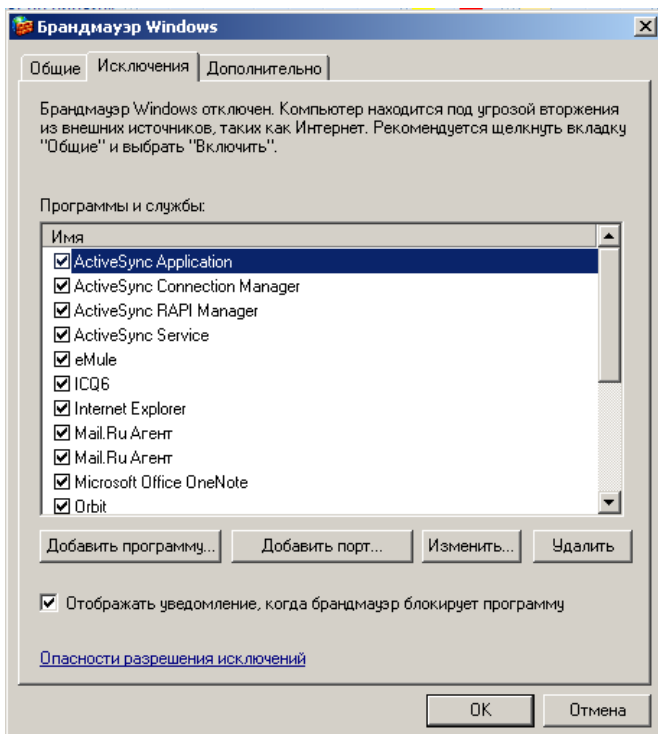 Брандмауэр Windows
Общие
Исключения
Дополнительно
Брандмауэр Windows отключен. Компьютер находится под угрозой вторжения
из внешних источников, таких как Интернет. Рекомендуется щелкнуть вкладку
"Общие" и выбрать "Включить".
Программы и службы:
Имя
ActiveSync Application
ActiveSync Connection Manager
ActiveSync RAPI Manager
ActiveSync Service
eMule
ICQ6
Internet Explorer
Mail.Ru Агент
Mail.Ru Агент
Microsoft Office OneNote
Orbit
Добавить программу...
Добавить порт...
Изменить...
Удалить
Отображать уведомление, когда брандмауэр блокирует программу
Опасности разрешения исключений
OK
Отмена